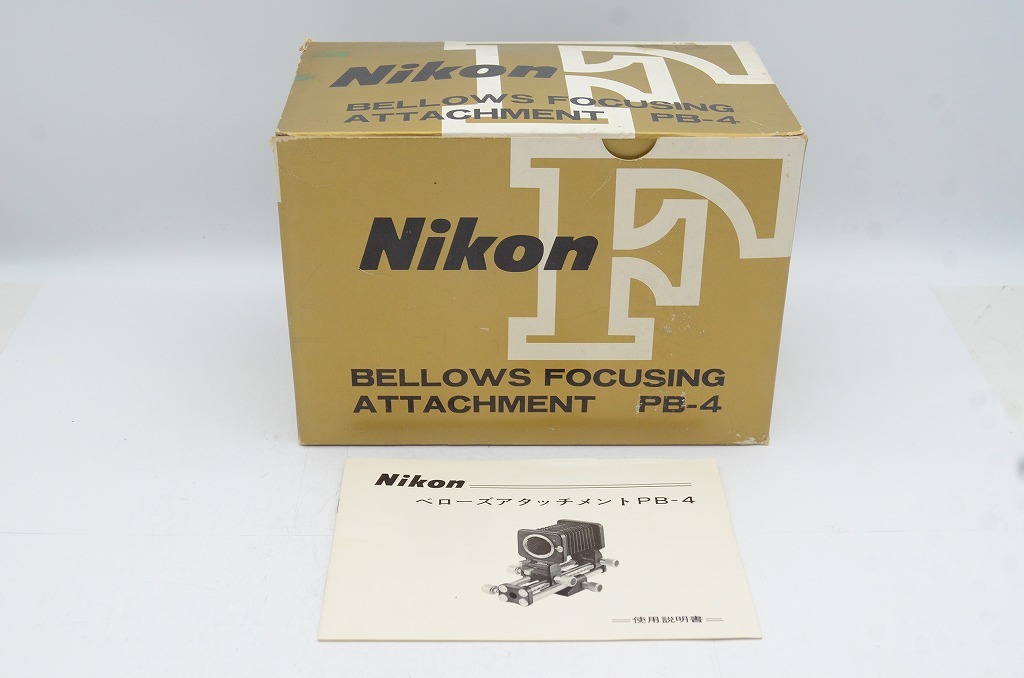 Nikon
BELLOWS FOCUSING
ATTACHMENT PB-4
F
Nikon
BELLOWS FOCUSING
ATTACHMENT PB-4
Nikon
ベローズアタッチメントPB-4
使用説明書